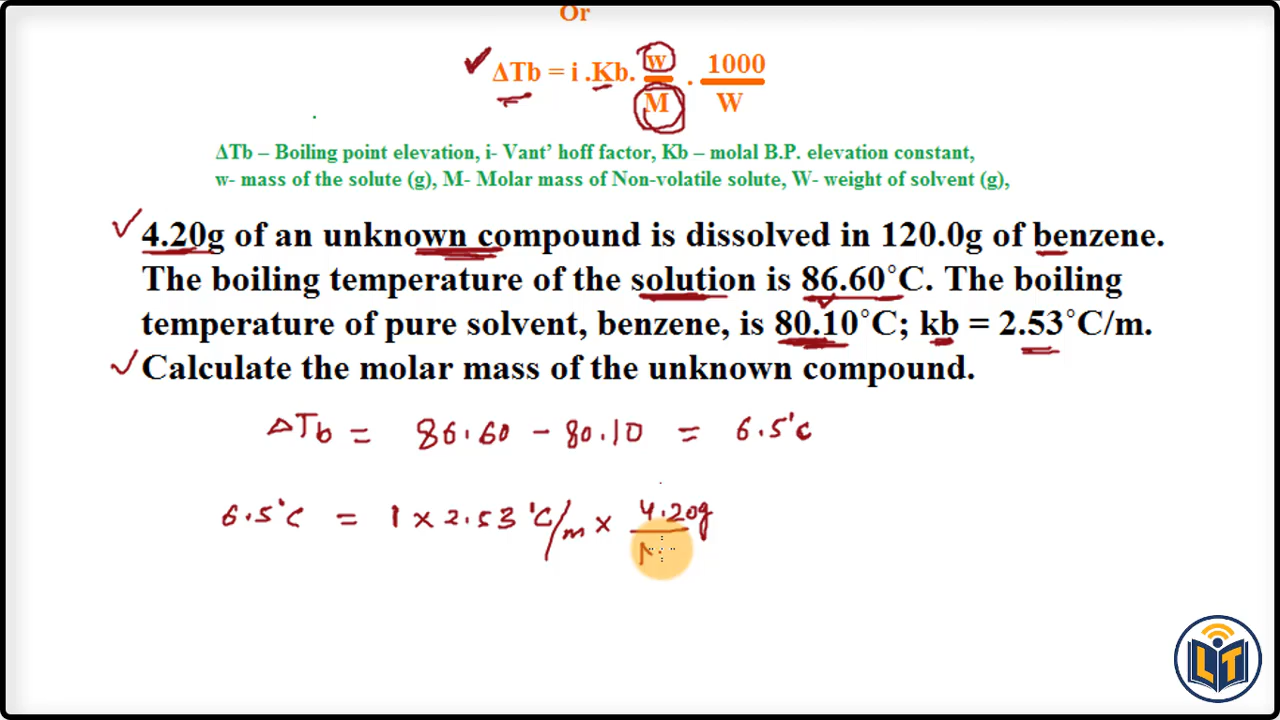 Or
ΔTb = i .Kb. w/M . 1000/W
ΔTb – Boiling point elevation, i- Vant’ hoff factor, Kb – molal B.P. elevation constant,
w- mass of the solute (g), M- Molar mass of Non-volatile solute, W- weight of solvent (g),
4.20g of an unknown compound is dissolved in 120.0g of benzene.
The boiling temperature of the solution is 86.60°C. The boiling
temperature of pure solvent, benzene, is 80.10°C; kb = 2.53°C/m.
Calculate the molar mass of the unknown compound.
ΔTb = 86.60 - 80.10 = 6.5°C
6.5°C = 1 × 2.53 °C/m × 4.20g
LT